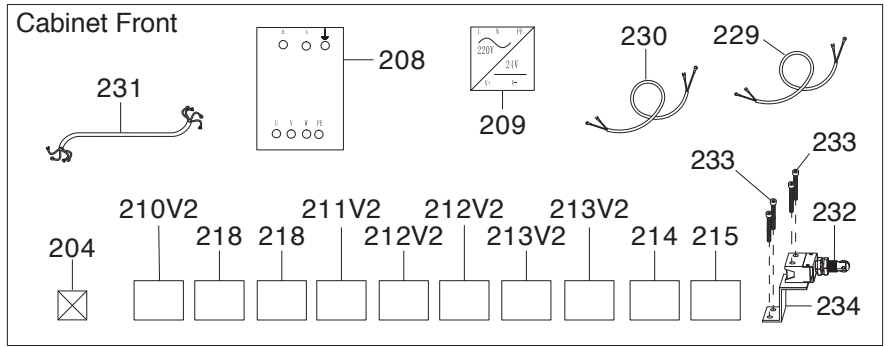 Cabinet Front
R S
208
U V W PE
L N PE
220V
24V
V+ V-
209
230
229
231
233
233
232
234
210V2
218
218
211V2
212V2
212V2
213V2
213V2
214
215
204